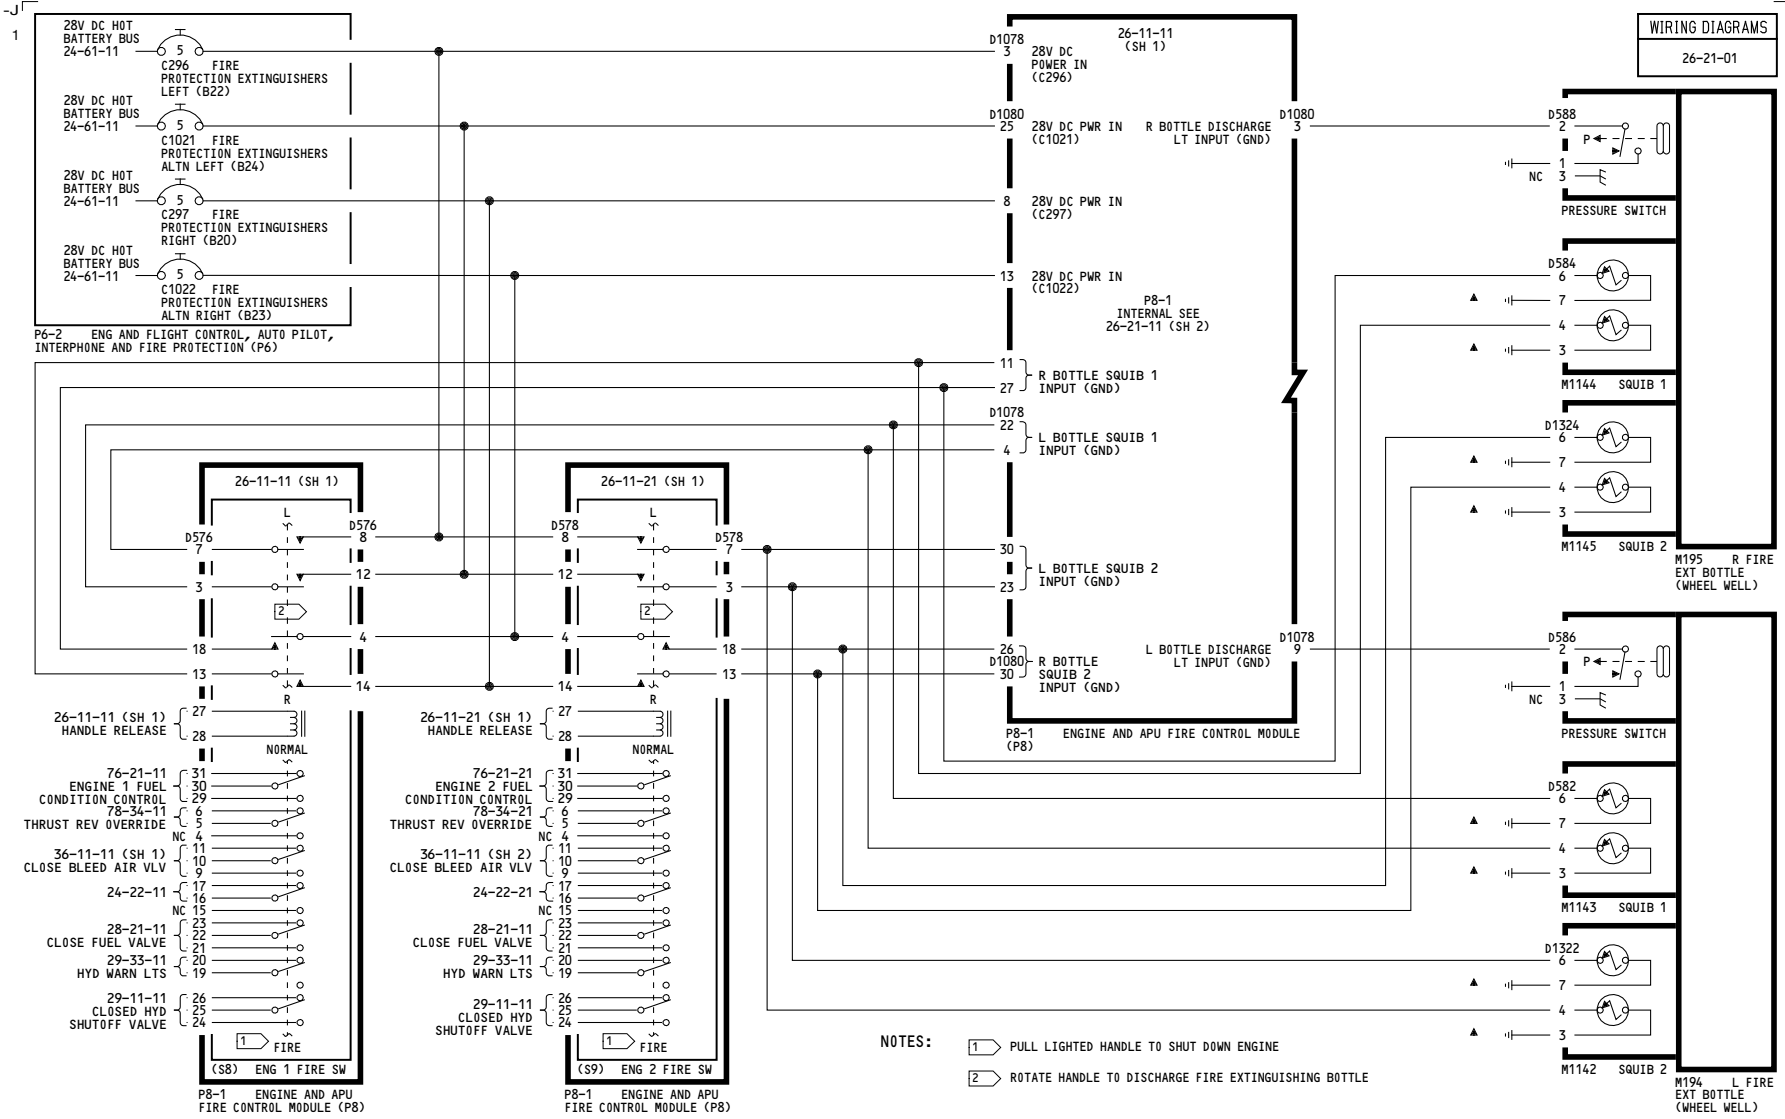 -J
1
28V DC HOT
BATTERY BUS
24-61-11
5
C296 FIRE
PROTECTION EXTINGUISHERS
LEFT (B22)
28V DC HOT
BATTERY BUS
24-61-11
5
C1021 FIRE
PROTECTION EXTINGUISHERS
ALTN LEFT (B24)
28V DC HOT
BATTERY BUS
24-61-11
5
C297 FIRE
PROTECTION EXTINGUISHERS
RIGHT (B20)
28V DC HOT
BATTERY BUS
24-61-11
5
C1022 FIRE
PROTECTION EXTINGUISHERS
ALTN RIGHT (B23)
P6-2 ENG AND FLIGHT CONTROL, AUTO PILOT,
INTERPHONE AND FIRE PROTECTION (P6)
26-11-11
(SH 1)
D1078
3 28V DC
POWER IN
(C296)
D1080
25 28V DC PWR IN
(C1021)
R BOTTLE DISCHARGE
LT INPUT (GND)
D1080
3
8 28V DC PWR IN
(C297)
13 28V DC PWR IN
(C1022)
P8-1
INTERNAL SEE
26-21-11 (SH 2)
11
27
R BOTTLE SQUIB 1
INPUT (GND)
D1078
22
4
L BOTTLE SQUIB 1
INPUT (GND)
30
23
L BOTTLE SQUIB 2
INPUT (GND)
26
D1080
30
R BOTTLE
SQUIB 2
INPUT (GND)
L BOTTLE DISCHARGE
LT INPUT (GND)
D1078
9
P8-1
(P8)
ENGINE AND APU FIRE CONTROL MODULE
WIRING DIAGRAMS
26-21-01
D588
2
P
1
NC 3
PRESSURE SWITCH
D584
6
7
4
3
M1144 SQUIB 1
D1324
6
7
4
3
M1145 SQUIB 2
M195 R FIRE
EXT BOTTLE
(WHEEL WELL)
D586
2
P
1
NC 3
PRESSURE SWITCH
D582
6
7
4
3
M1143 SQUIB 1
D1322
6
7
4
3
M1142 SQUIB 2
M194 L FIRE
EXT BOTTLE
(WHEEL WELL)
26-11-11 (SH 1)
L
D576
7
3
18
13
D576
8
12
4
14
2
R
26-11-11 (SH 1)
HANDLE RELEASE
27
28
NORMAL
76-21-11
ENGINE 1 FUEL
CONDITION CONTROL
31
30
29
78-34-11
THRUST REV OVERRIDE
6
5
NC 4
36-11-11 (SH 1)
CLOSE BLEED AIR VLV
11
10
9
24-22-11
17
16
NC 15
28-21-11
CLOSE FUEL VALVE
23
22
21
29-33-11
HYD WARN LTS
20
19
29-11-11
CLOSED HYD
SHUTOFF VALVE
26
25
24
1
FIRE
(S8) ENG 1 FIRE SW
P8-1 ENGINE AND APU
FIRE CONTROL MODULE (P8)
26-11-21 (SH 1)
L
D578
8
12
4
14
D578
7
3
18
13
2
R
26-11-21 (SH 1)
HANDLE RELEASE
27
28
NORMAL
76-21-21
ENGINE 2 FUEL
CONDITION CONTROL
31
30
29
78-34-21
THRUST REV OVERRIDE
6
5
NC 4
36-11-11 (SH 2)
CLOSE BLEED AIR VLV
11
10
9
24-22-21
17
16
NC 15
28-21-11
CLOSE FUEL VALVE
23
22
21
29-33-11
HYD WARN LTS
20
19
29-11-11
CLOSED HYD
SHUTOFF VALVE
26
25
24
1
FIRE
(S9) ENG 2 FIRE SW
P8-1 ENGINE AND APU
FIRE CONTROL MODULE (P8)
NOTES:
1 PULL LIGHTED HANDLE TO SHUT DOWN ENGINE
2 ROTATE HANDLE TO DISCHARGE FIRE EXTINGUISHING BOTTLE